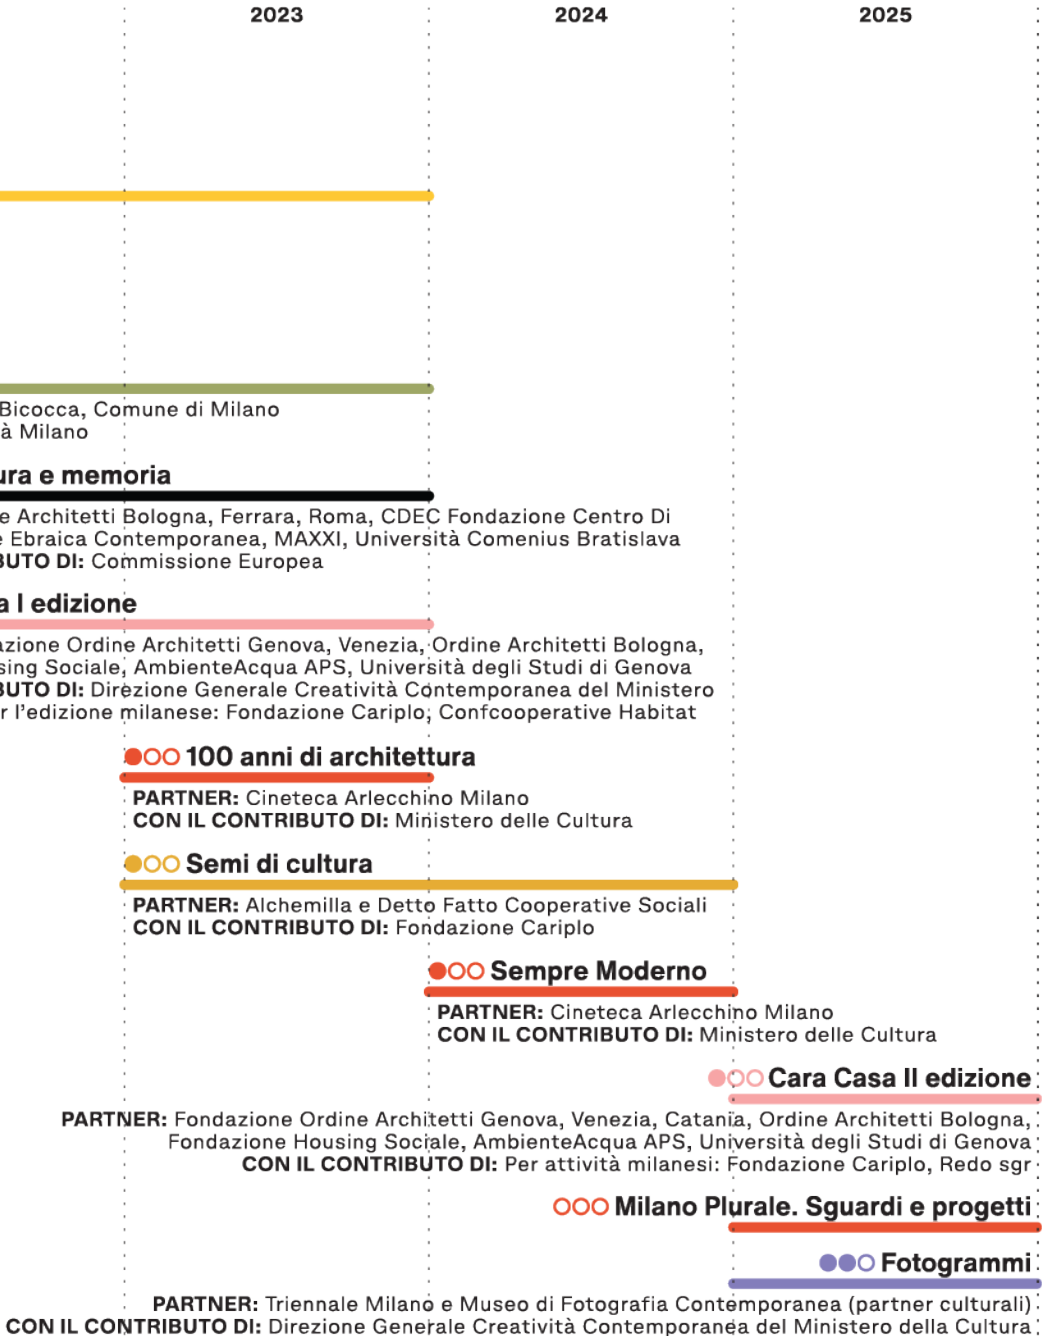 2023 2024 2025
Bicocca, Comune di Milano
à Milano
ura e memoria
e Architetti Bologna, Ferrara, Roma, CDEC Fondazione Centro Di
e Ebraica Contemporanea, MAXXI, Università Comenius Bratislava
BUTO DI: Commissione Europea
a I edizione
azione Ordine Architetti Genova, Venezia, Ordine Architetti Bologna,
sing Sociale, AmbienteAcqua APS, Università degli Studi di Genova
BUTO DI: Direzione Generale Creatività Contemporanea del Ministero
r l'edizione milanese: Fondazione Cariplo, Confcooperative Habitat
100 anni di architettura
PARTNER: Cineteca Arlecchino Milano
CON IL CONTRIBUTO DI: Ministero delle Cultura
Semi di cultura
PARTNER: Alchemilla e Detto Fatto Cooperative Sociali
CON IL CONTRIBUTO DI: Fondazione Cariplo
Sempre Moderno
PARTNER: Cineteca Arlecchino Milano
CON IL CONTRIBUTO DI: Ministero delle Cultura
Cara Casa II edizione
PARTNER: Fondazione Ordine Architetti Genova, Venezia, Catania, Ordine Architetti Bologna,
Fondazione Housing Sociale, AmbienteAcqua APS, Università degli Studi di Genova
CON IL CONTRIBUTO DI: Per attività milanesi: Fondazione Cariplo, Redo sgr
Milano Plurale. Sguardi e progetti
Fotogrammi
PARTNER: Triennale Milano e Museo di Fotografia Contemporanea (partner culturali)
CON IL CONTRIBUTO DI: Direzione Generale Creatività Contemporanea del Ministero della Cultura